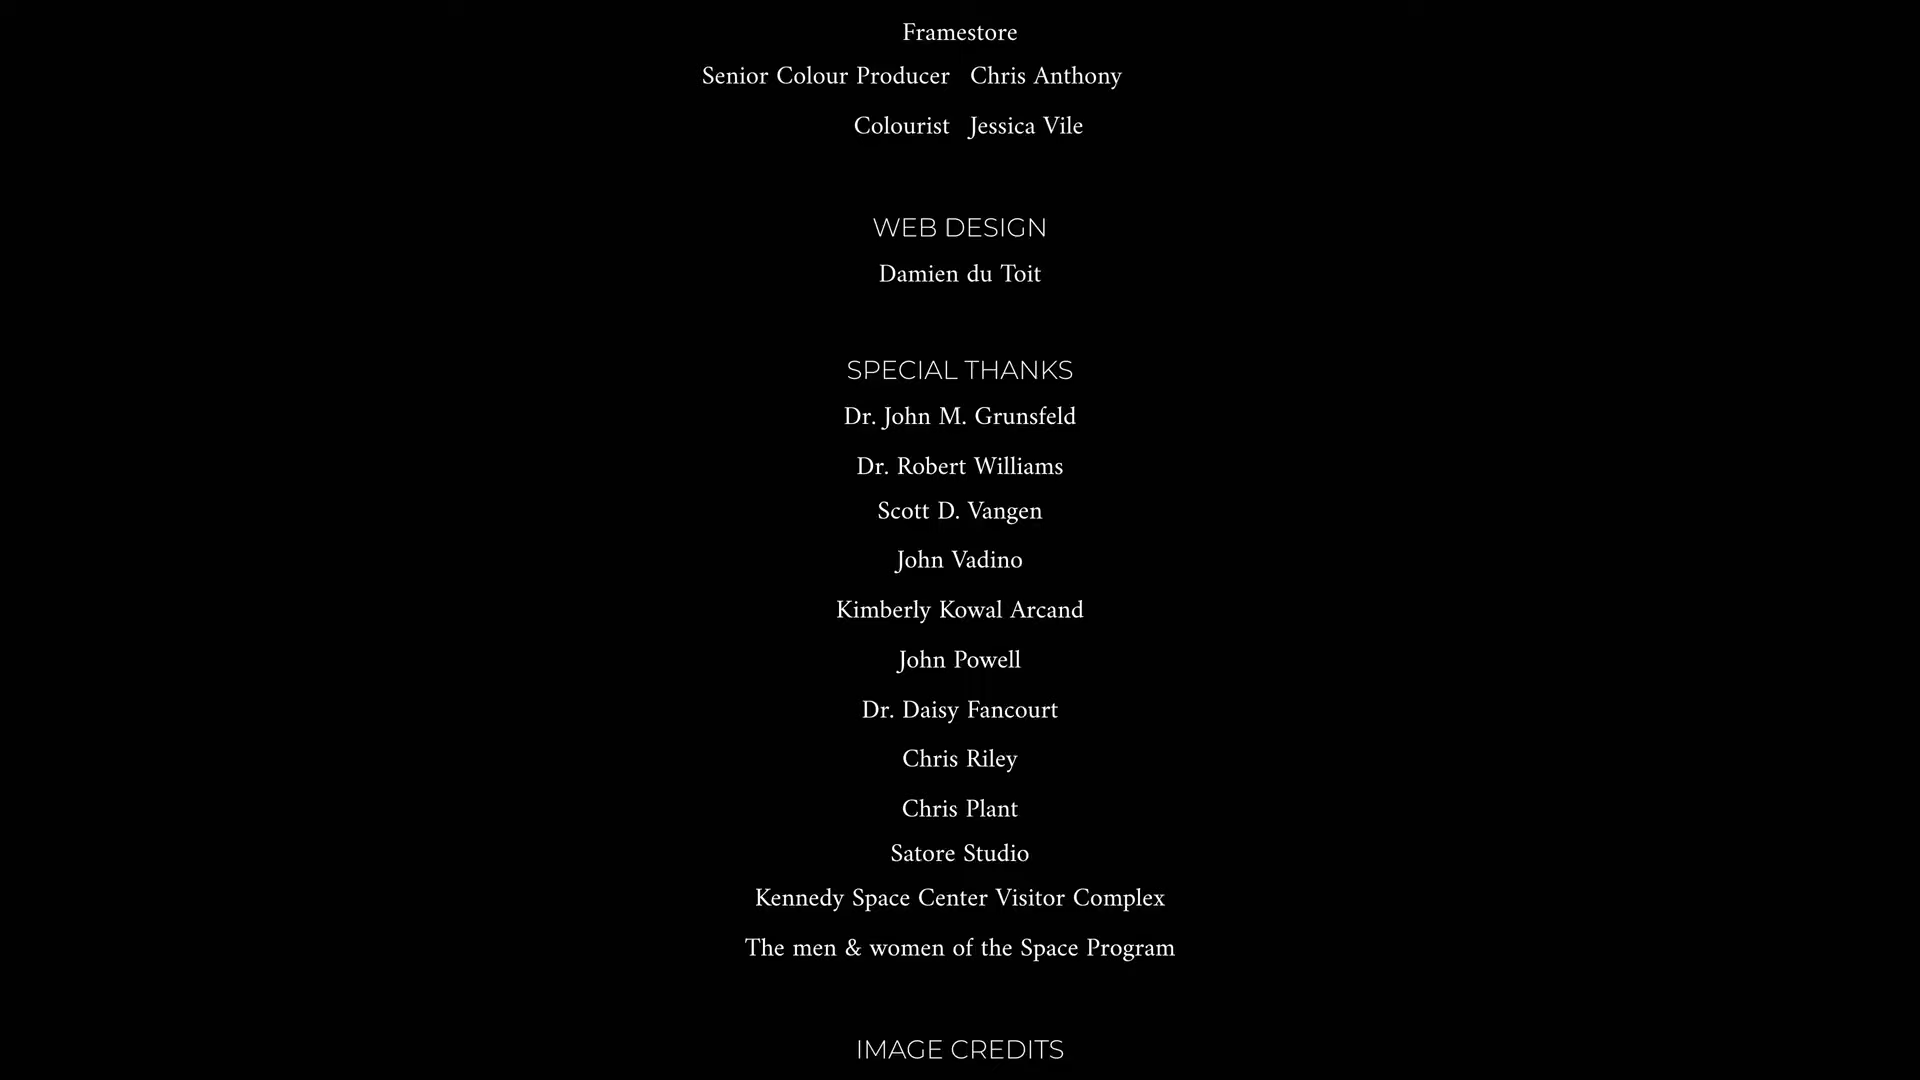 Framestore
Senior Colour Producer Chris Anthony
Colourist Jessica Vile
WEB DESIGN
Damien du Toit
SPECIAL THANKS
Dr. John M. Grunsfeld
Dr. Robert Williams
Scott D. Vangen
John Vadino
Kimberly Kowal Arcand
John Powell
Dr. Daisy Fancourt
Chris Riley
Chris Plant
Satore Studio
Kennedy Space Center Visitor Complex
The men & women of the Space Program
IMAGE CREDITS